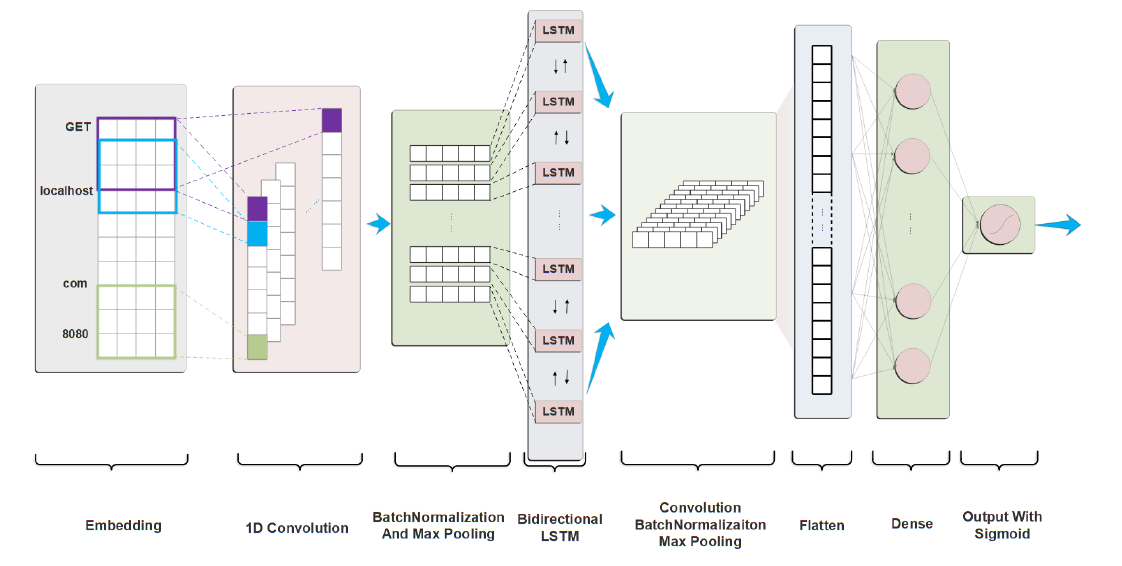 GET
localhost
com
8080
LSTM
LSTM
LSTM
LSTM
LSTM
LSTM
Embedding
1D Convolution
BatchNormalization
And Max Pooling
Bidirectional
LSTM
Convolution
BatchNormalizaiton
Max Pooling
Flatten
Dense
Output With
Sigmoid